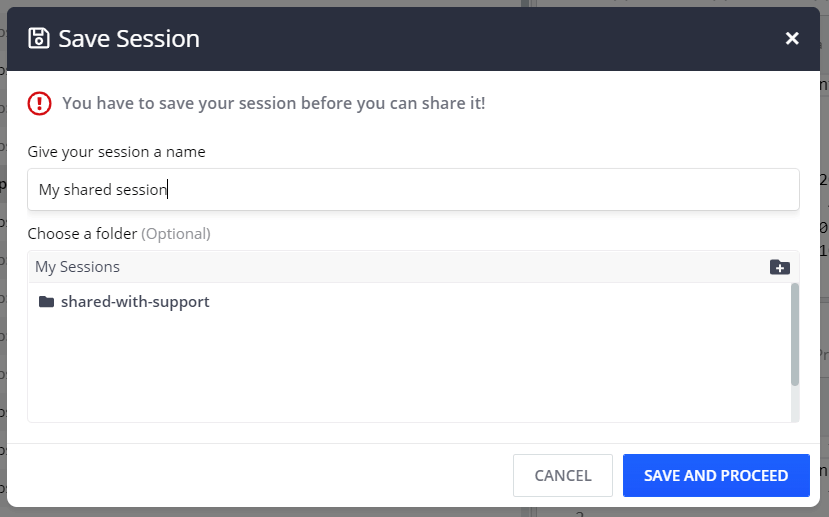 Save Session
You have to save your session before you can share it!
Give your session a name
My shared session
Choose a folder (Optional)
My Sessions
shared-with-support
CANCEL
SAVE AND PROCEED